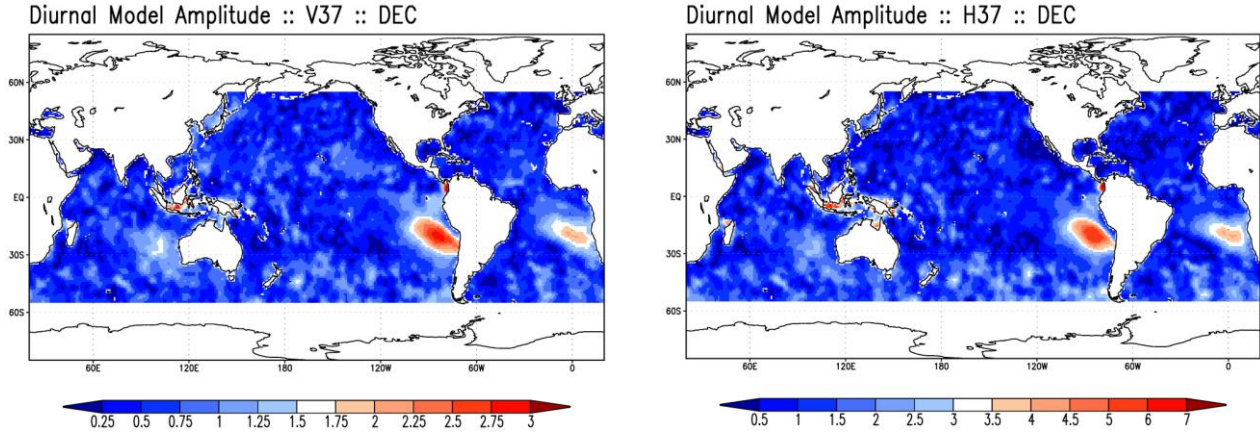 Diurnal Model Amplitude :: V37 :: DEC
60N
30N
EQ
30S
60S
60E 120E 180 120W 60W 0
0.25 0.5 0.75 1 1.25 1.5 1.75 2 2.25 2.5 2.75 3
Diurnal Model Amplitude :: H37 :: DEC
60N
30N
EQ
30S
60S
60E 120E 180 120W 60W 0
0.5 1 1.5 2 2.5 3 3.5 4 4.5 5 6 7